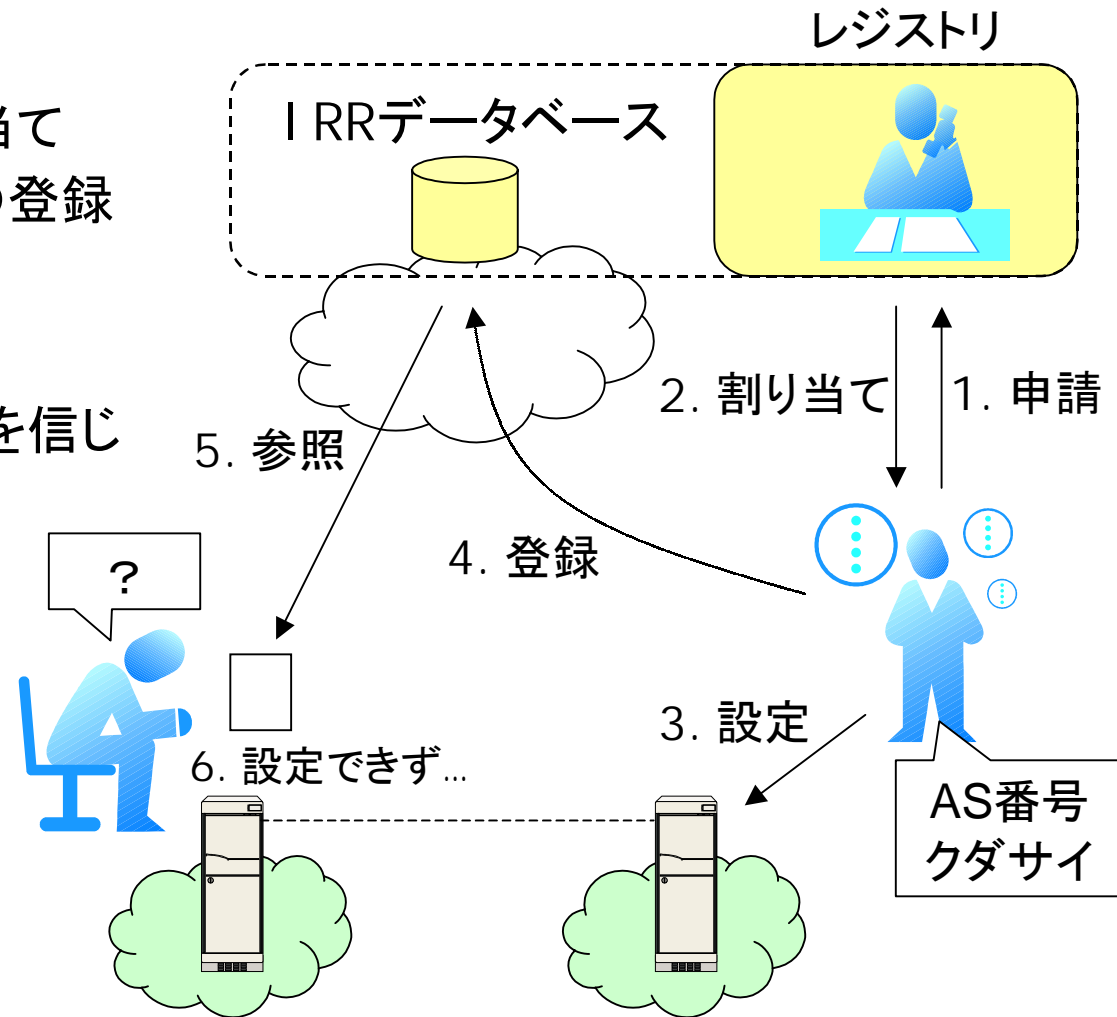 レジストリ
IRRデータベース
当て
の登録
を信じ
2. 割り当て
1. 申請
5. 参照
4. 登録
?
3. 設定
6. 設定できず...
AS番号
クダサイ